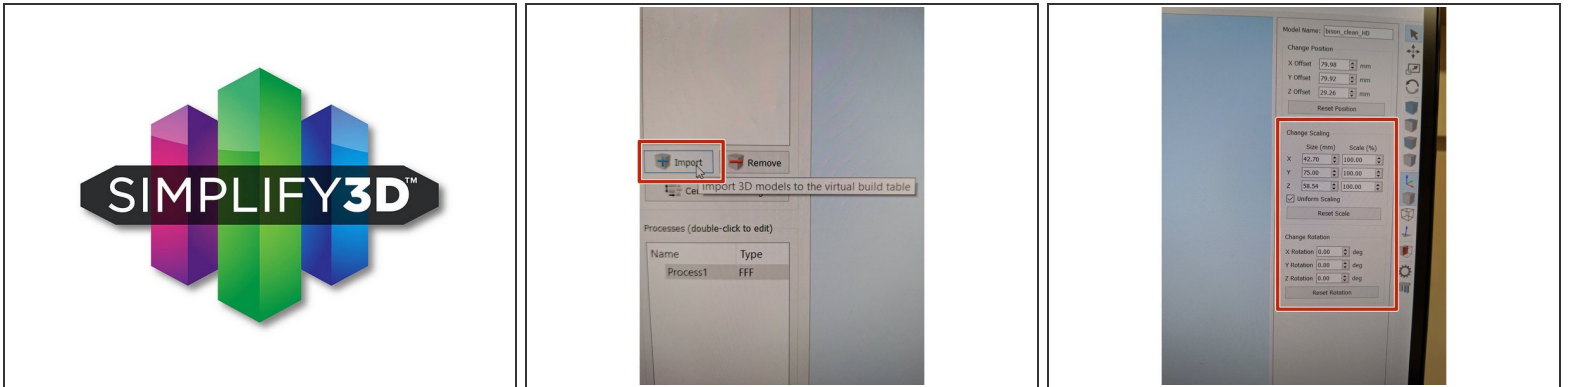 SIMPLIFY3D™
Import
Remove
Cen
import 3D models to the virtual build table
Processes (double-click to edit)
Name Type
Process1 FFF
Model Name: bison_clean_HD
Change Position
X Offset 79.98 mm
Y Offset 79.92 mm
Z Offset 29.26 mm
Reset Position
Change Scaling
Size (mm) Scale (%)
X 42.70 100.00
Y 75.00 100.00
Z 58.54 100.00
Uniform Scaling
Reset Scale
Change Rotation
X Rotation 0.00 deg
Y Rotation 0.00 deg
Z Rotation 0.00 deg
Reset Rotation